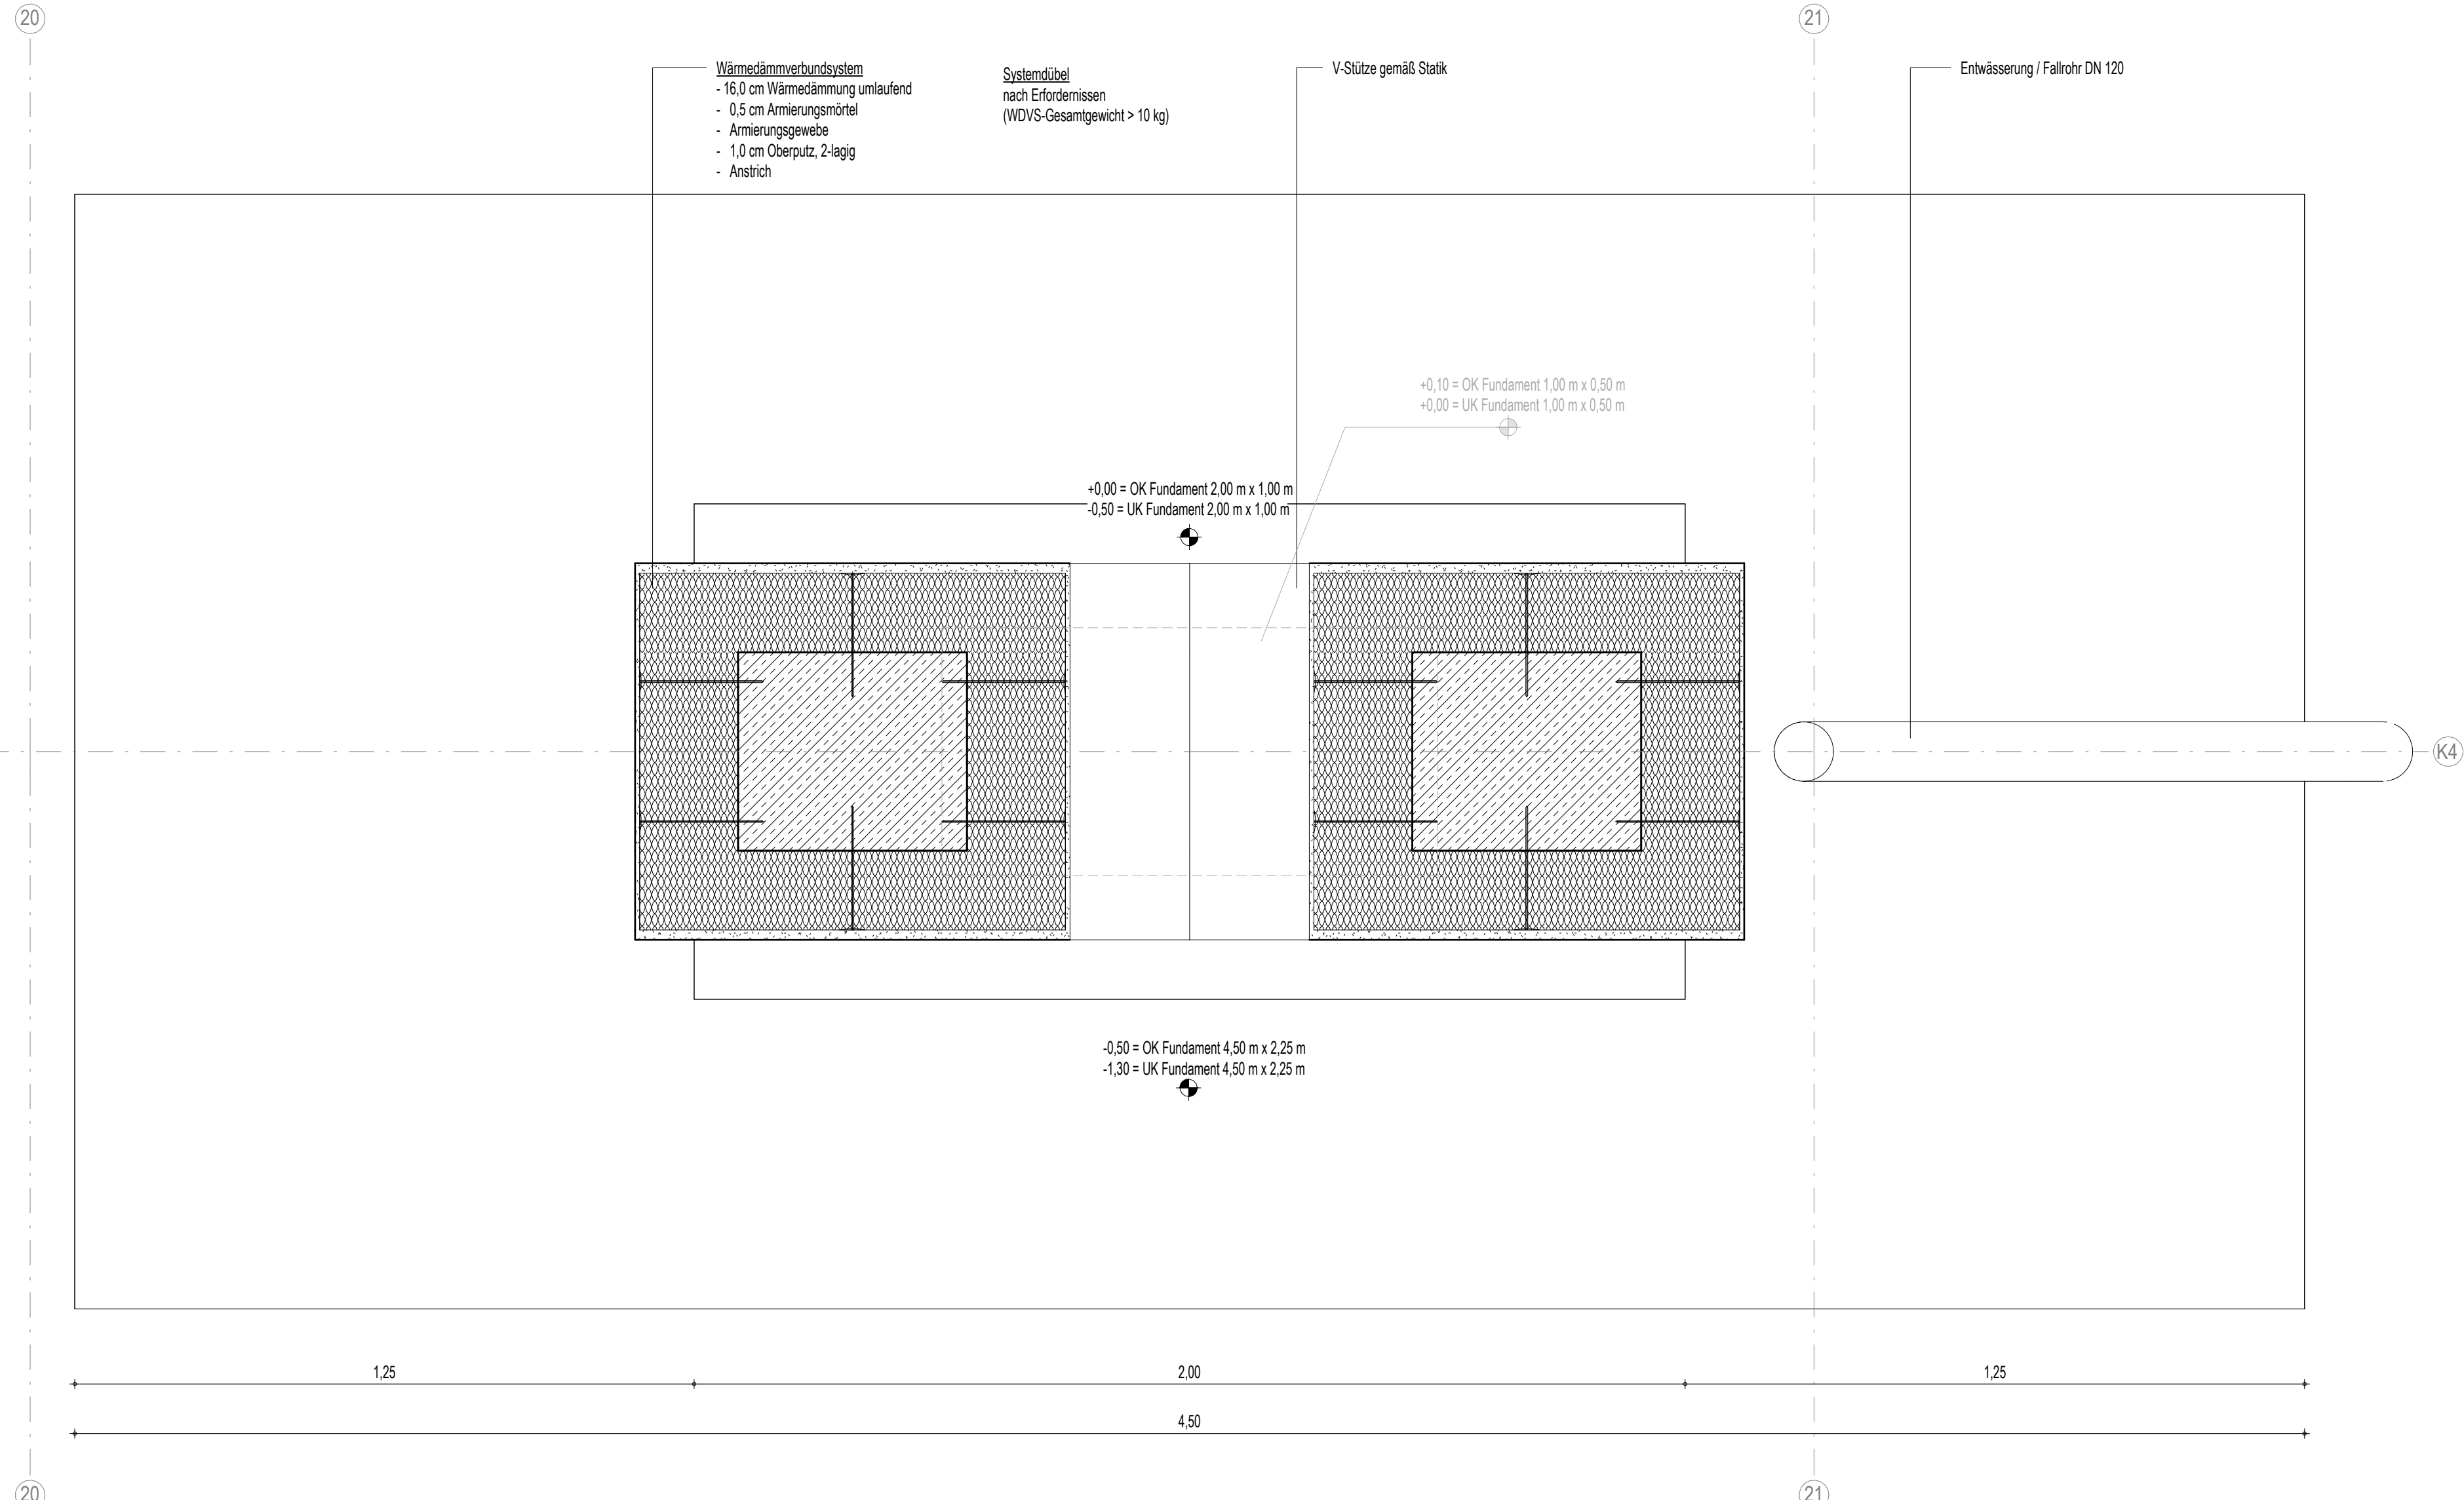 20
21
Wärmedämmverbundsystem
- 16,0 cm Wärmedämmung umlaufend
- 0,5 cm Armierungsmörtel
- Armierungsgewebe
- 1,0 cm Oberputz, 2-lagig
- Anstrich
Systemdübel
nach Erfordernissen
(WDVS-Gesamtgewicht > 10 kg)
V-Stütze gemäß Statik
Entwässerung / Fallrohr DN 120
+0,10 = OK Fundament 1,00 m x 0,50 m
+0,00 = UK Fundament 1,00 m x 0,50 m
+0,00 = OK Fundament 2,00 m x 1,00 m
-0,50 = UK Fundament 2,00 m x 1,00 m
K4
-0,50 = OK Fundament 4,50 m x 2,25 m
-1,30 = UK Fundament 4,50 m x 2,25 m
1,25
2,00
1,25
4,50
20
21